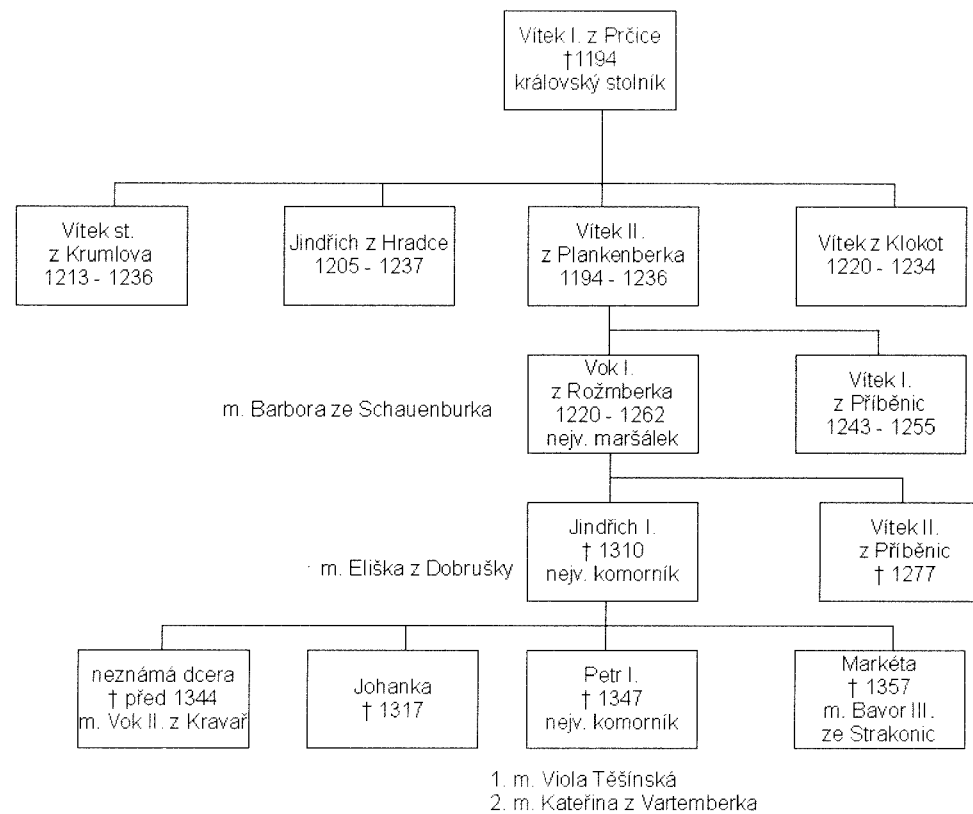 Vítek I. z Prčice
†1194
královský stolník
Vítek st.
z Krumlova
1213 - 1236
Jindřich z Hradce
1205 - 1237
Vítek II.
z Plankenberka
1194 - 1236
Vítek z Klokot
1220 - 1234
m. Barbora ze Schauenburka
Vok I.
z Rožmberka
1220 - 1262
nejv. maršálek
Vítek I.
z Příběnic
1243 - 1255
m. Eliška z Dobrušky
Jindřich I.
† 1310
nejv. komorník
Vítek II.
z Příběnic
† 1277
neznámá dcera
† před 1344
m. Vok II. z Kravař
Johanka
† 1317
Petr I.
† 1347
nejv. komorník
Markéta
† 1357
m. Bavor III.
ze Strakonic
1. m. Viola Těšínská
2. m. Kateřina z Vartemberka